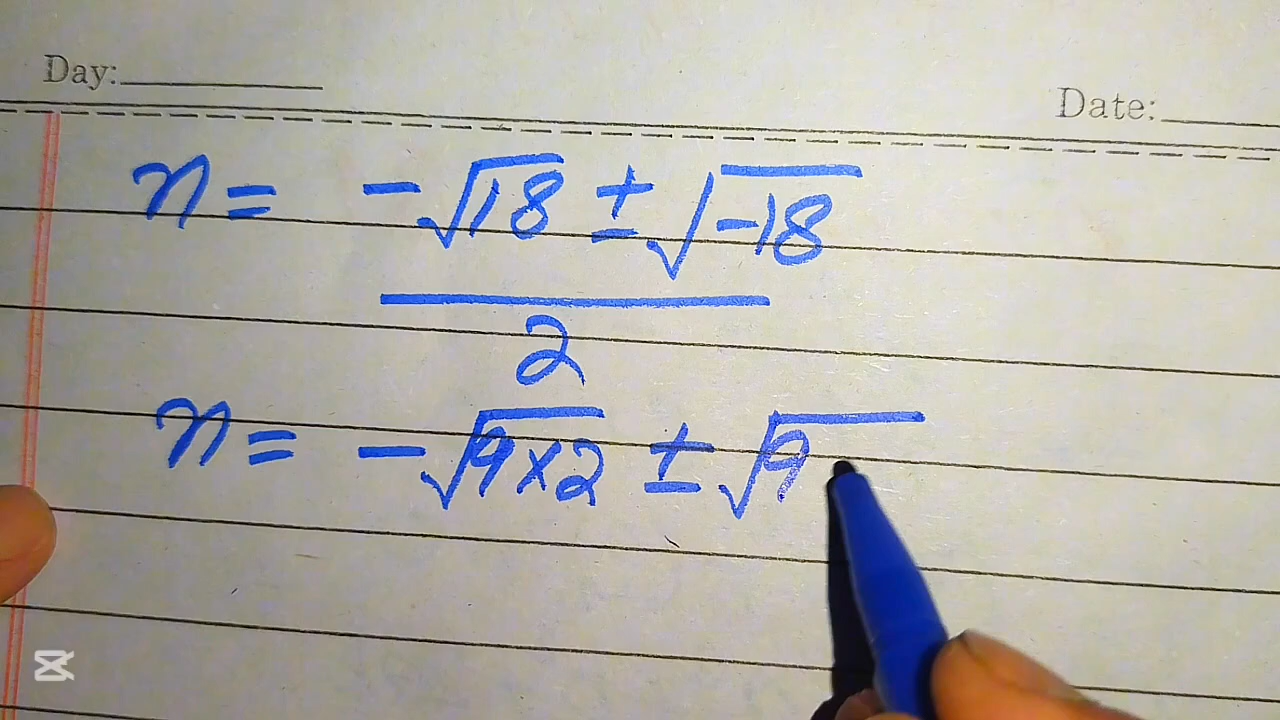 Day:
Date:
n = -√18 ± √-18
2
n = -√9×2 ± √9